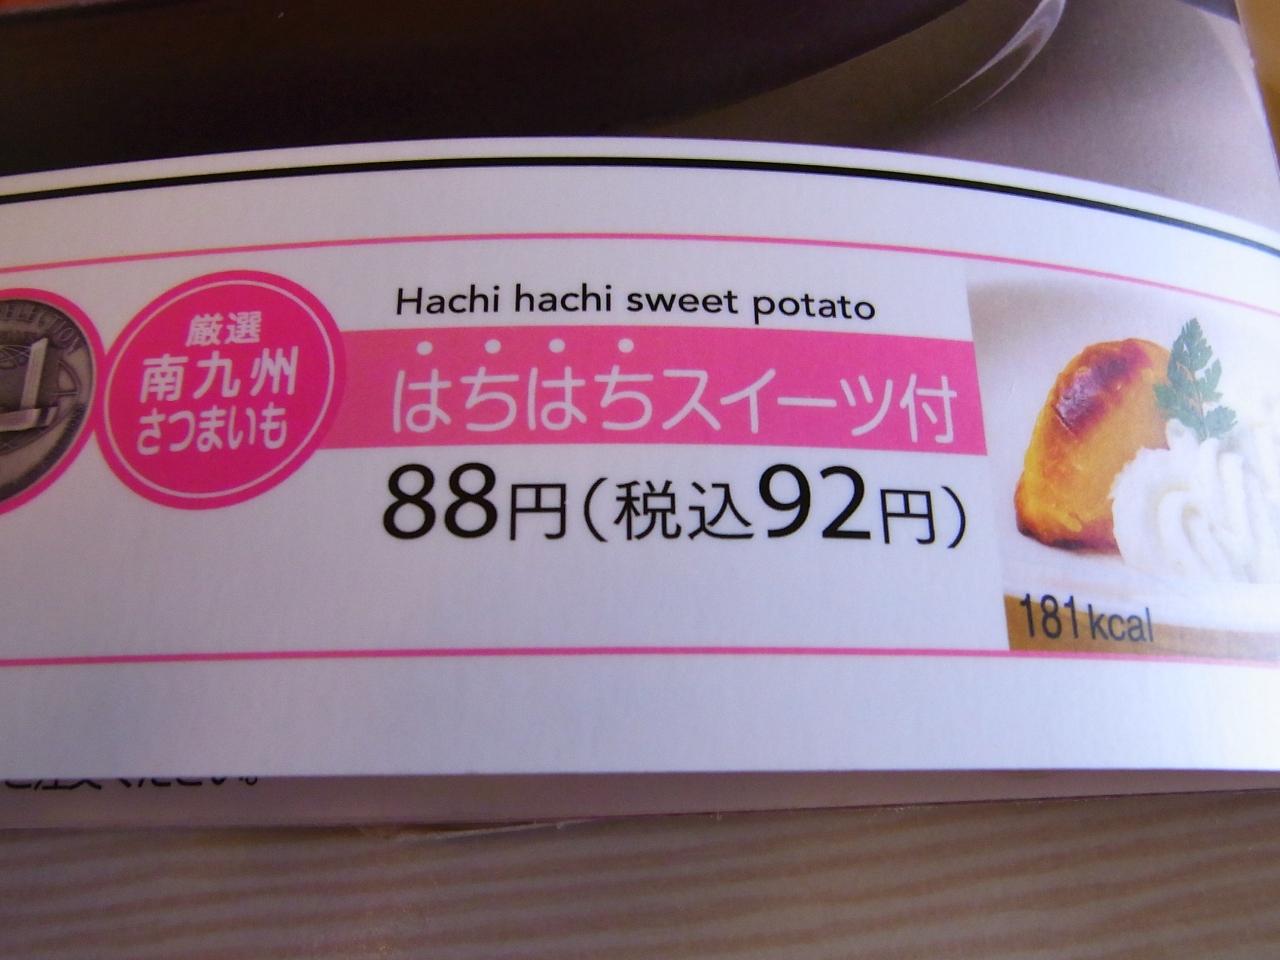 厳選
南九州
さつまいも
Hachi hachi sweet potato
はちはちスイーツ付
88円(税込92円)
181kcal